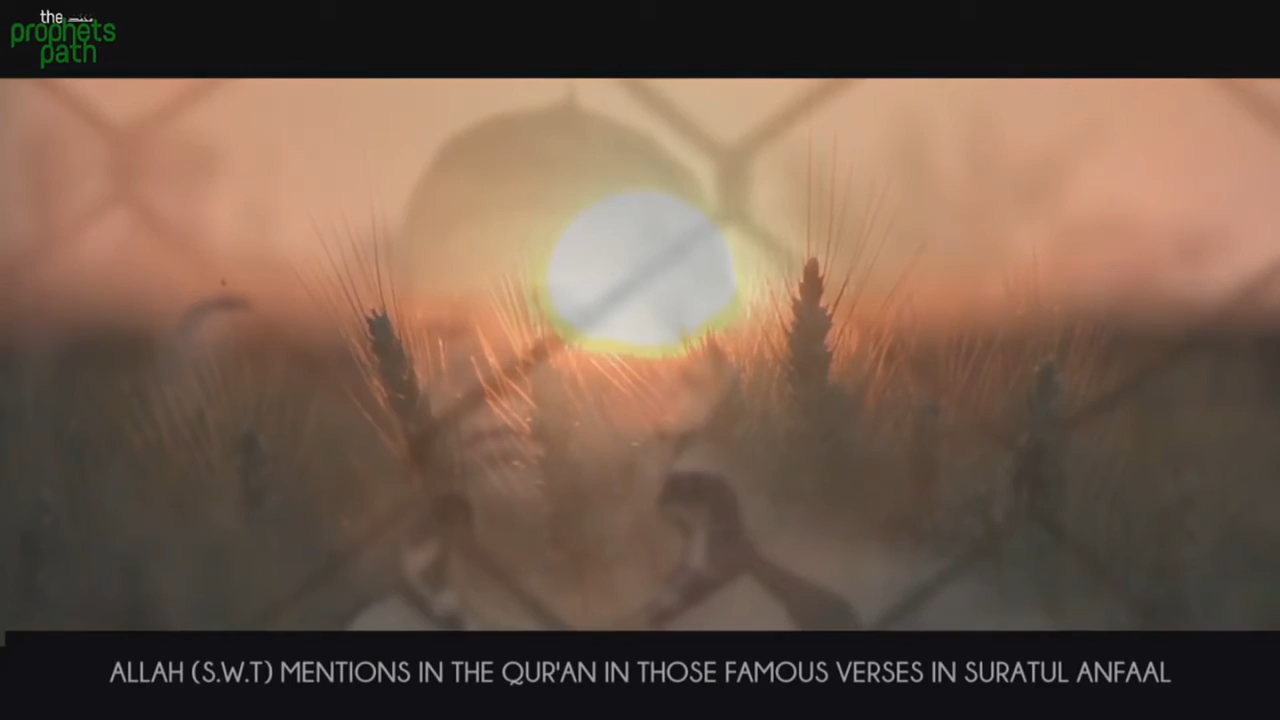 the
prophets
path
ALLAH (S.W.T) MENTIONS IN THE QUR'AN IN THOSE FAMOUS VERSES IN SURATUL ANFAAL